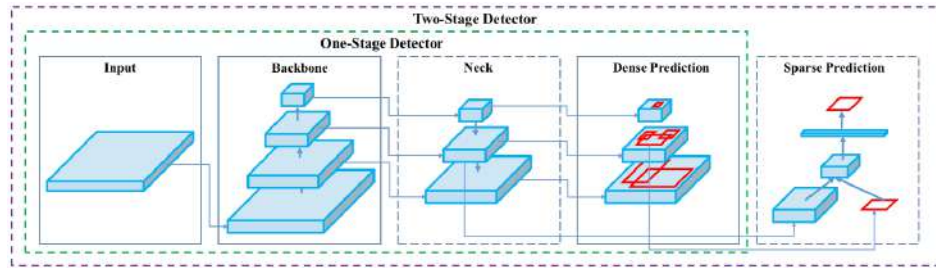 Two-Stage Detector
One-Stage Detector
Input
Backbone
Neck
Dense Prediction
Sparse Prediction